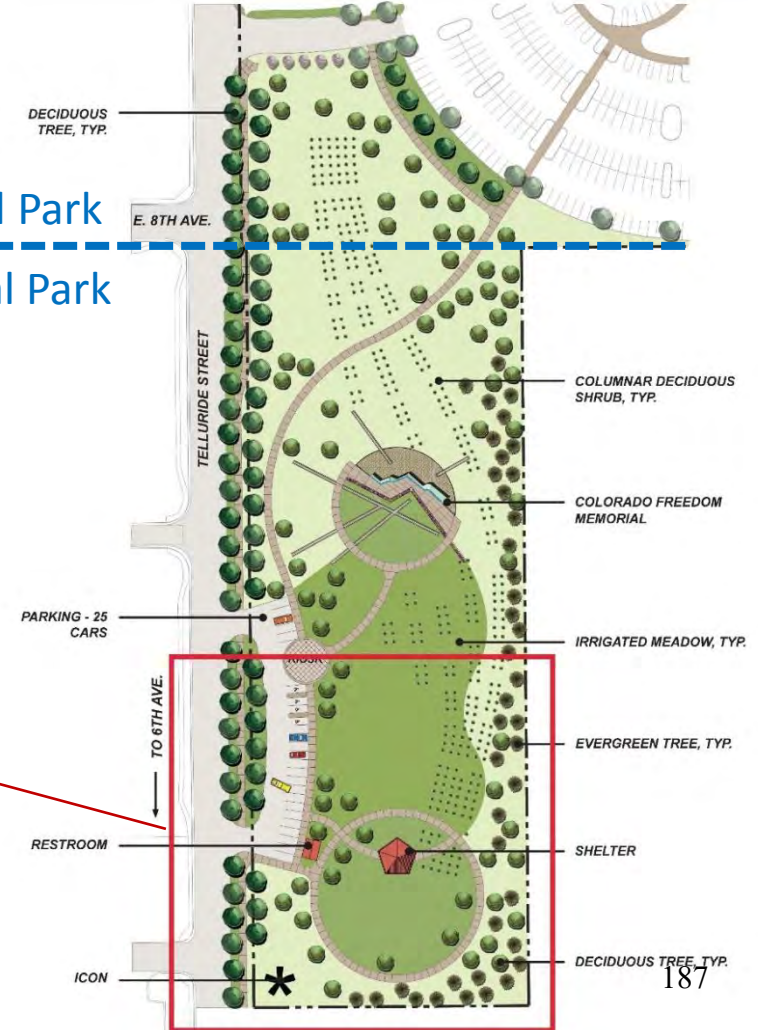 DECIDUOUS
TREE, TYP.
Park
E. 8TH AVE.
Park
TELLURIDE STREET
COLUMNAR DECIDUOUS
SHRUB, TYP.
COLORADO FREEDOM
MEMORIAL
PARKING - 25
CARS
IRRIGATED MEADOW, TYP.
KIOSK
TO 6TH AVE.
EVERGREEN TREE, TYP.
RESTROOM
SHELTER
ICON
DECIDUOUS TREE, TYP.
187